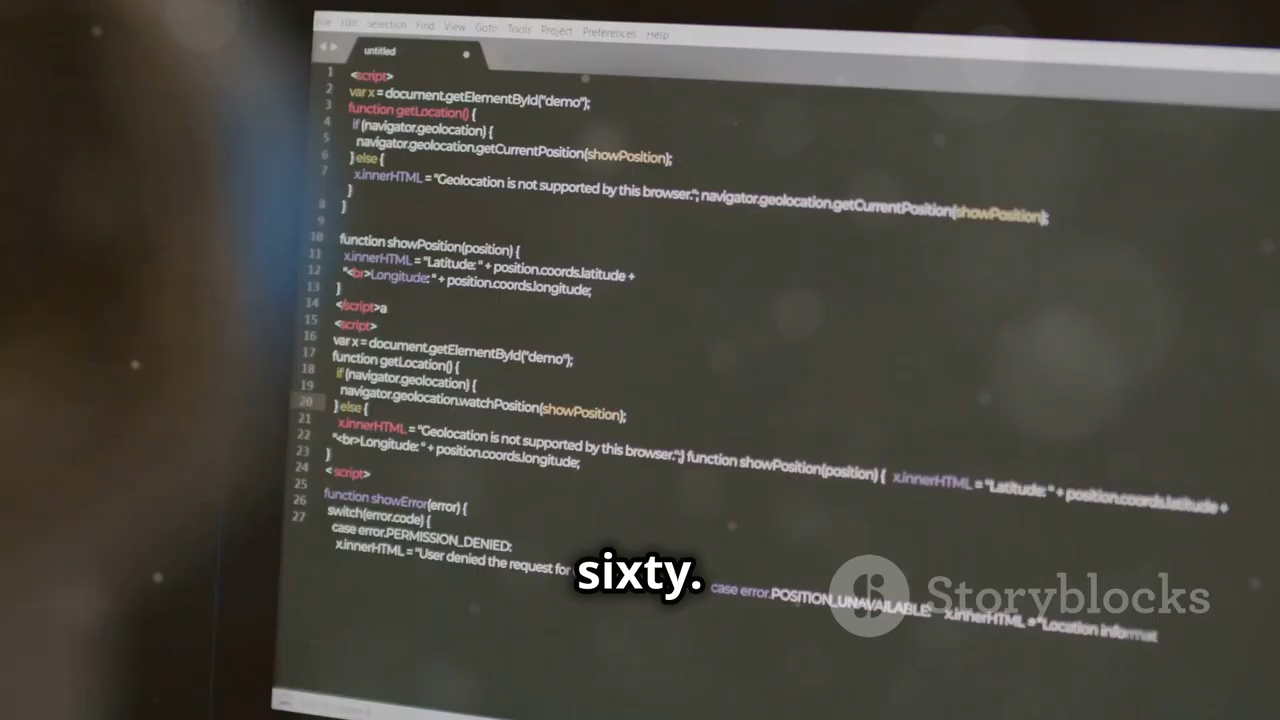 File Edit Selection Find View Goto Tools Project Preferences Help
untitled
1 <script>
2 var x = document.getElementById("demo");
3 function getLocation() {
4 if (navigator.geolocation) {
5 navigator.geolocation.getCurrentPosition(showPosition);
6 } else {
7 x.innerHTML = "Geolocation is not supported by this browser."; navigator.geolocation.getCurrentPosition(showPosition);
}
8 }
9
10 function showPosition(position) {
11 x.innerHTML = "Latitude: " + position.coords.latitude +
12 "<br>Longitude: " + position.coords.longitude;
13 }
14 </script>a
15 <script>
16 var x = document.getElementById("demo");
17 function getLocation() {
18 if (navigator.geolocation) {
19 navigator.geolocation.watchPosition(showPosition);
20 } else {
21 x.innerHTML = "Geolocation is not supported by this browser.";} function showPosition(position) { x.innerHTML = "Latitude: " + position.coords.latitude +
22 "<br>Longitude: " + position.coords.longitude;
23 }
24 < script>
25
26 function showError(error) {
27 switch(error.code) {
case error.PERMISSION_DENIED:
x.innerHTML = "User denied the request for case error.POSITION_UNAVAILABLE: x.innerHTML = "Location informat
sixty.
Storyblocks